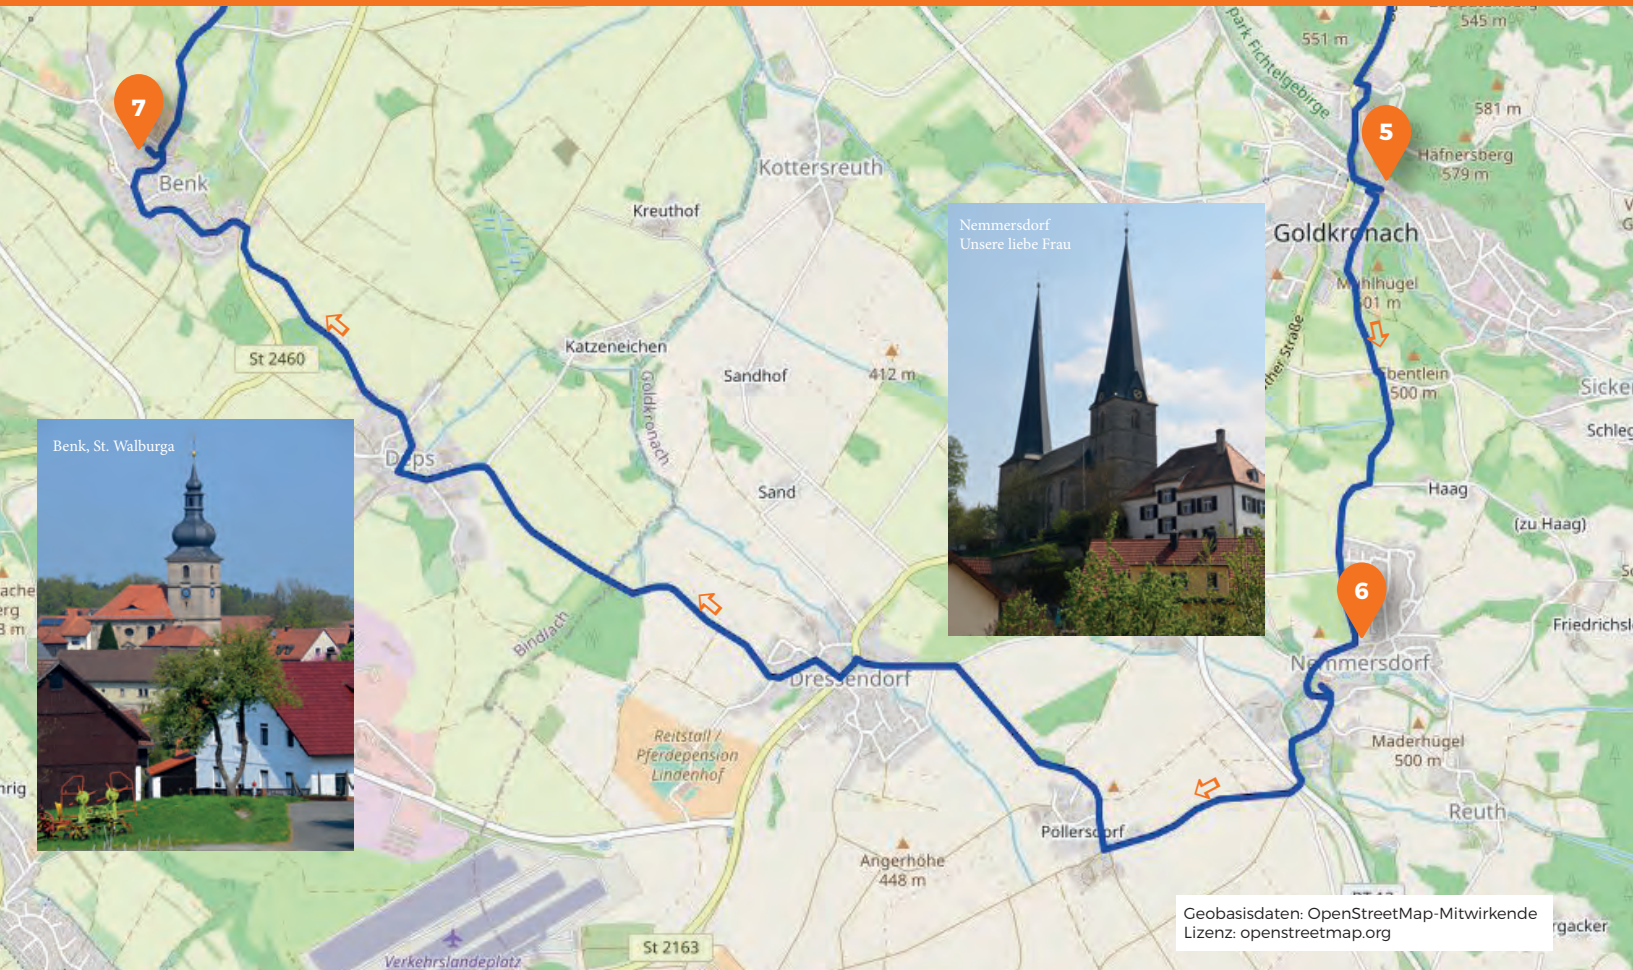 545 m
551 m
park Fichtelgebirge
581 m
7
5
Hafnersberg
579 m
Kottersreuth
Benk
Kreuthof
Nemmersdorf
Unsere liebe Frau
Goldkronach
Mühlhügel
501 m
St 2460
Katzeneichen
Sandhof
412 m
Goldkronach
Ebentlein
500 m
Benk, St. Walburga
Deps
Sand
Haag
(zu Haag)
6
Bindlach
Nemmersdorf
Dressendorf
Reitstall /
Pferdepension
Lindenhof
Maderhügel
500 m
Reuth
Pöllersdorf
Angerhöhe
448 m
St 2163
Verkehrslandeplatz
Geobasisdaten: OpenStreetMap-Mitwirkende
Lizenz: openstreetmap.org